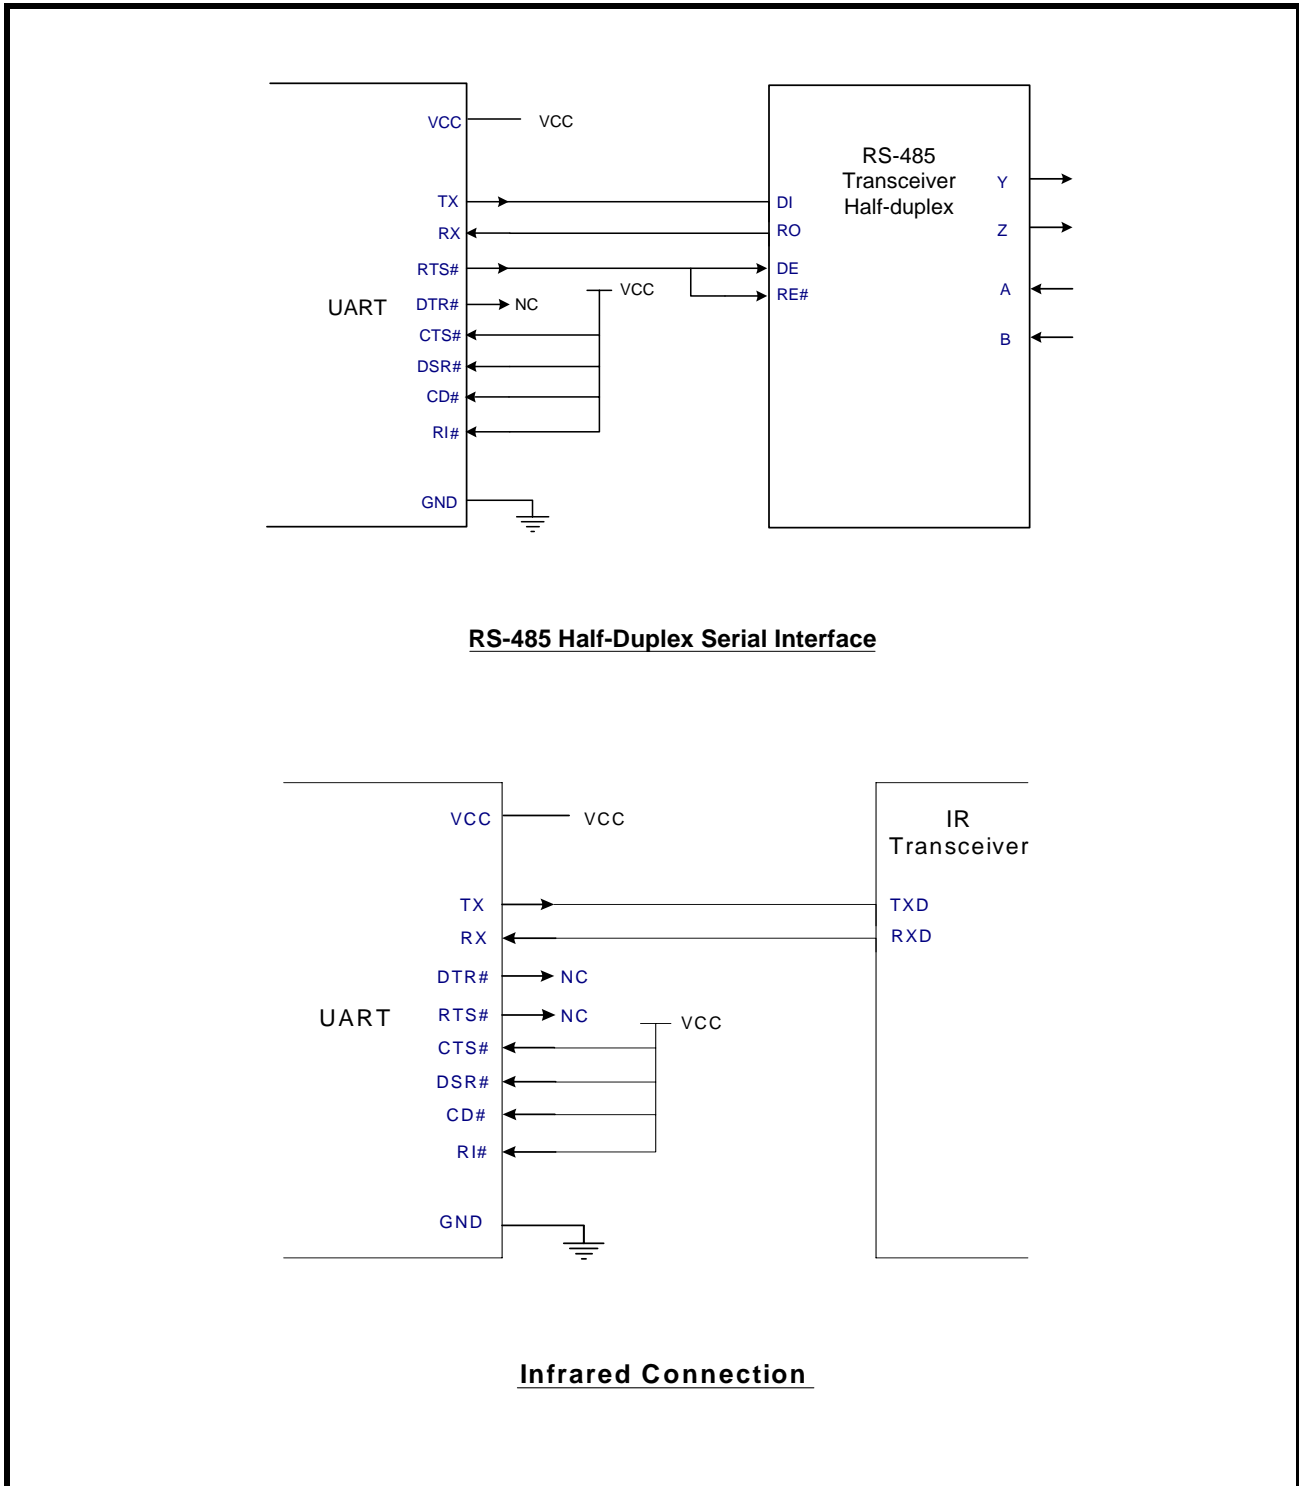 VCC
VCC
RS-485
Transceiver
Half-duplex
Y
TX
DI
Z
RX
RO
RTS#
DE
VCC
RE#
A
UART
DTR#
NC
CTS#
B
DSR#
CD#
RI#
GND
RS-485 Half-Duplex Serial Interface
VCC
VCC
IR
Transceiver
TX
TXD
RX
RXD
DTR#
NC
UART
RTS#
NC
VCC
CTS#
DSR#
CD#
RI#
GND
Infrared Connection